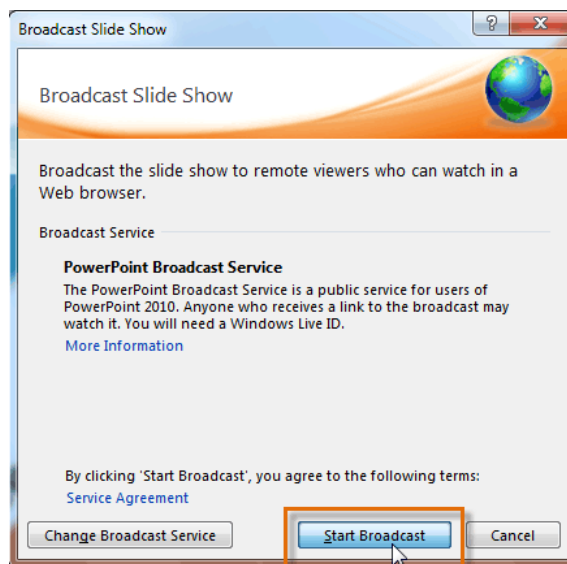 Broadcast Slide Show
?
Broadcast Slide Show
Broadcast the slide show to remote viewers who can watch in a
Web browser.
Broadcast Service
PowerPoint Broadcast Service
The PowerPoint Broadcast Service is a public service for users of
PowerPoint 2010. Anyone who receives a link to the broadcast may
watch it. You will need a Windows Live ID.
More Information
By clicking 'Start Broadcast', you agree to the following terms:
Service Agreement
Change Broadcast Service
Start Broadcast
Cancel